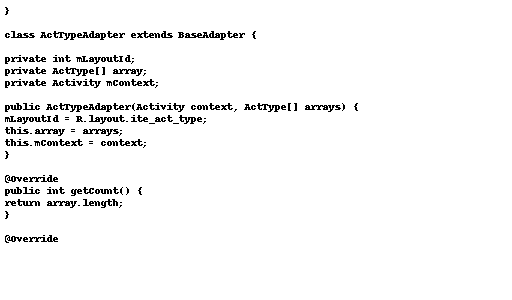 }

class ActTypeAdapter extends BaseAdapter {

private int mLayoutId;
private ActType[] array;
private Activity mContext;

public ActTypeAdapter(Activity context, ActType[] arrays) {
mLayoutId = R.layout.ite_act_type;
this.array = arrays;
this.mContext = context;
}

@Override
public int getCount() {
return array.length;
}

@Override